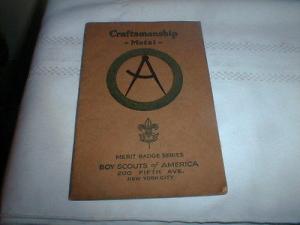 Craftsmanship
- Metal -
MERIT BADGE SERIES
BOY SCOUTS of AMERICA
200 FIFTH AVE.
NEW YORK CITY